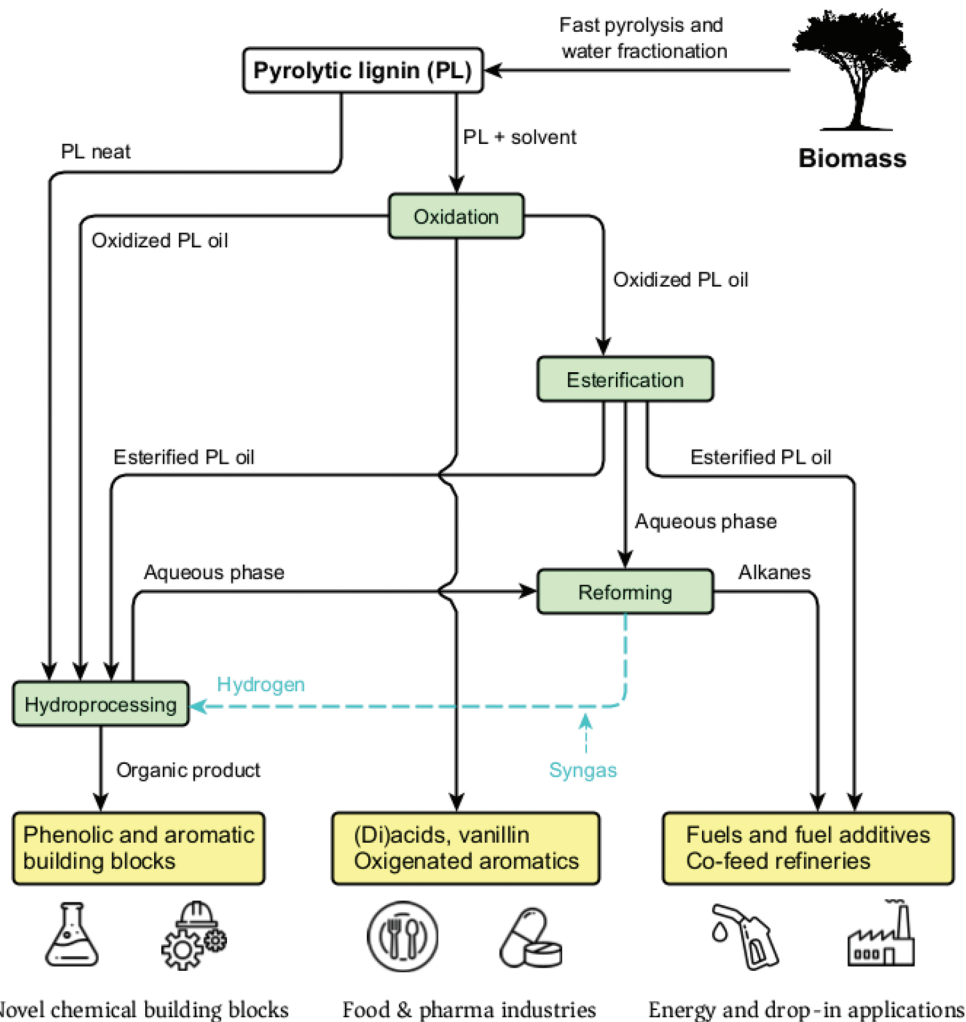 Fast pyrolysis and
water fractionation
Pyrolytic lignin (PL)
Biomass
PL neat
PL + solvent
Oxidation
Oxidized PL oil
Oxidized PL oil
Esterification
Esterified PL oil
Esterified PL oil
Aqueous phase
Aqueous phase
Reforming
Alkanes
Hydrogen
Hydroprocessing
Syngas
Organic product
Phenolic and aromatic
building blocks
(Di)acids, vanillin
Oxigenated aromatics
Fuels and fuel additives
Co-feed refineries
Novel chemical building blocks
Food & pharma industries
Energy and drop-in applications